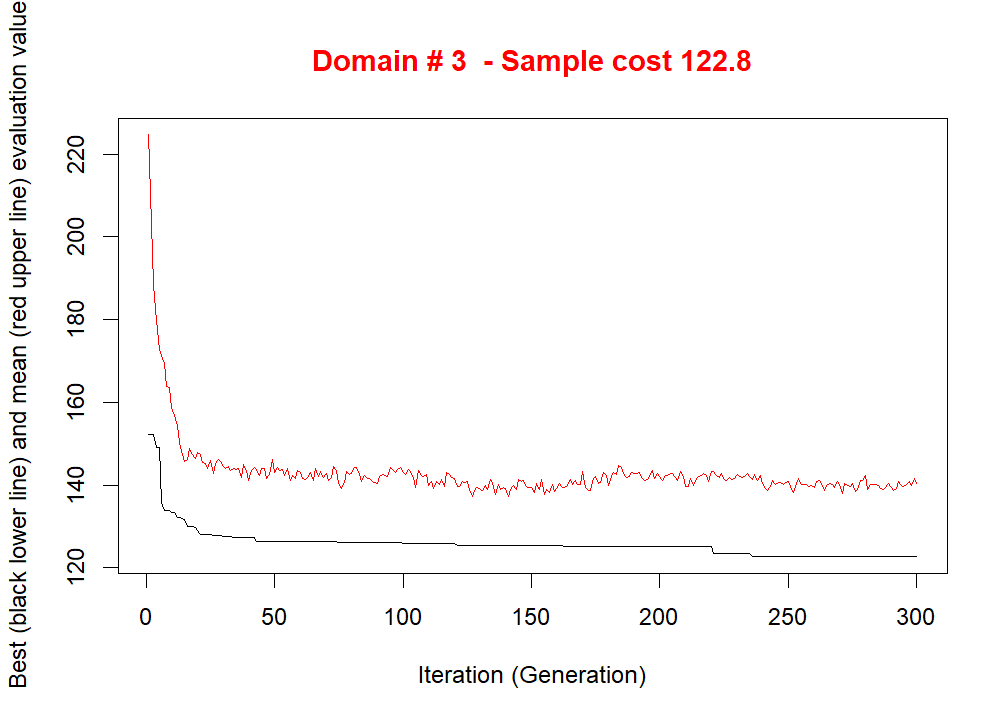 Domain # 3  - Sample cost 122.8
Best (black lower line) and mean (red upper line) evaluation value
220
200
180
160
140
120
0 50 100 150 200 250 300
Iteration (Generation)